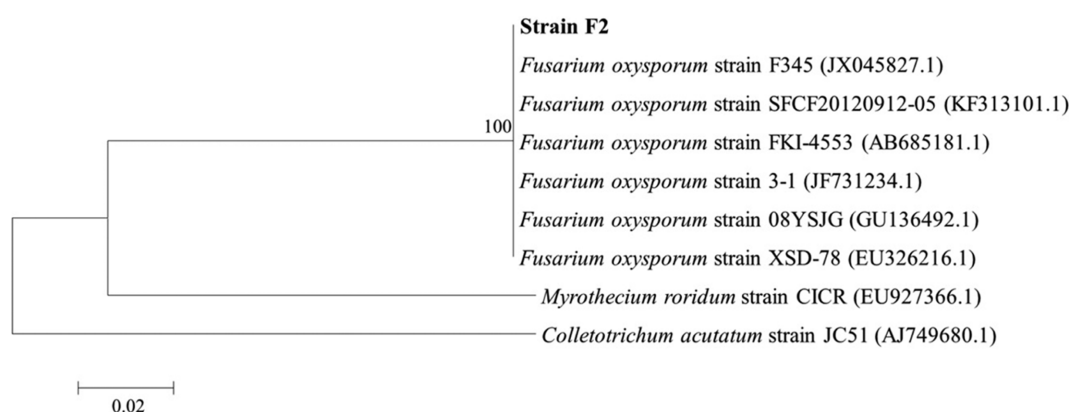 Strain F2
Fusarium oxysporum strain F345 (JX045827.1)
Fusarium oxysporum strain SFCF20120912-05 (KF313101.1)
100
Fusarium oxysporum strain FKI-4553 (AB685181.1)
Fusarium oxysporum strain 3-1 (JF731234.1)
Fusarium oxysporum strain 08YSJG (GU136492.1)
Fusarium oxysporum strain XSD-78 (EU326216.1)
Myrothecium roridum strain CICR (EU927366.1)
Colletotrichum acutatum strain JC51 (AJ749680.1)
0.02